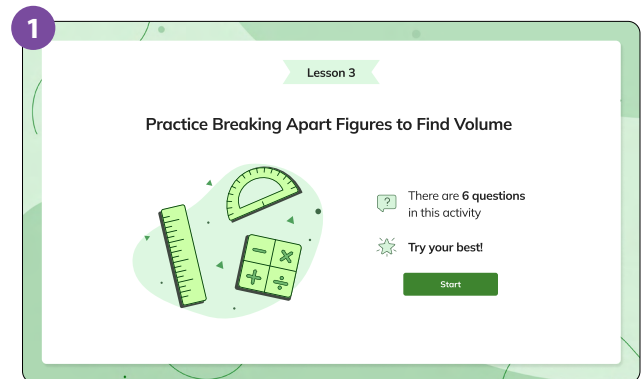 1
Lesson 3
Practice Breaking Apart Figures to Find Volume
?
There are 6 questions
in this activity
Try your best!
Start